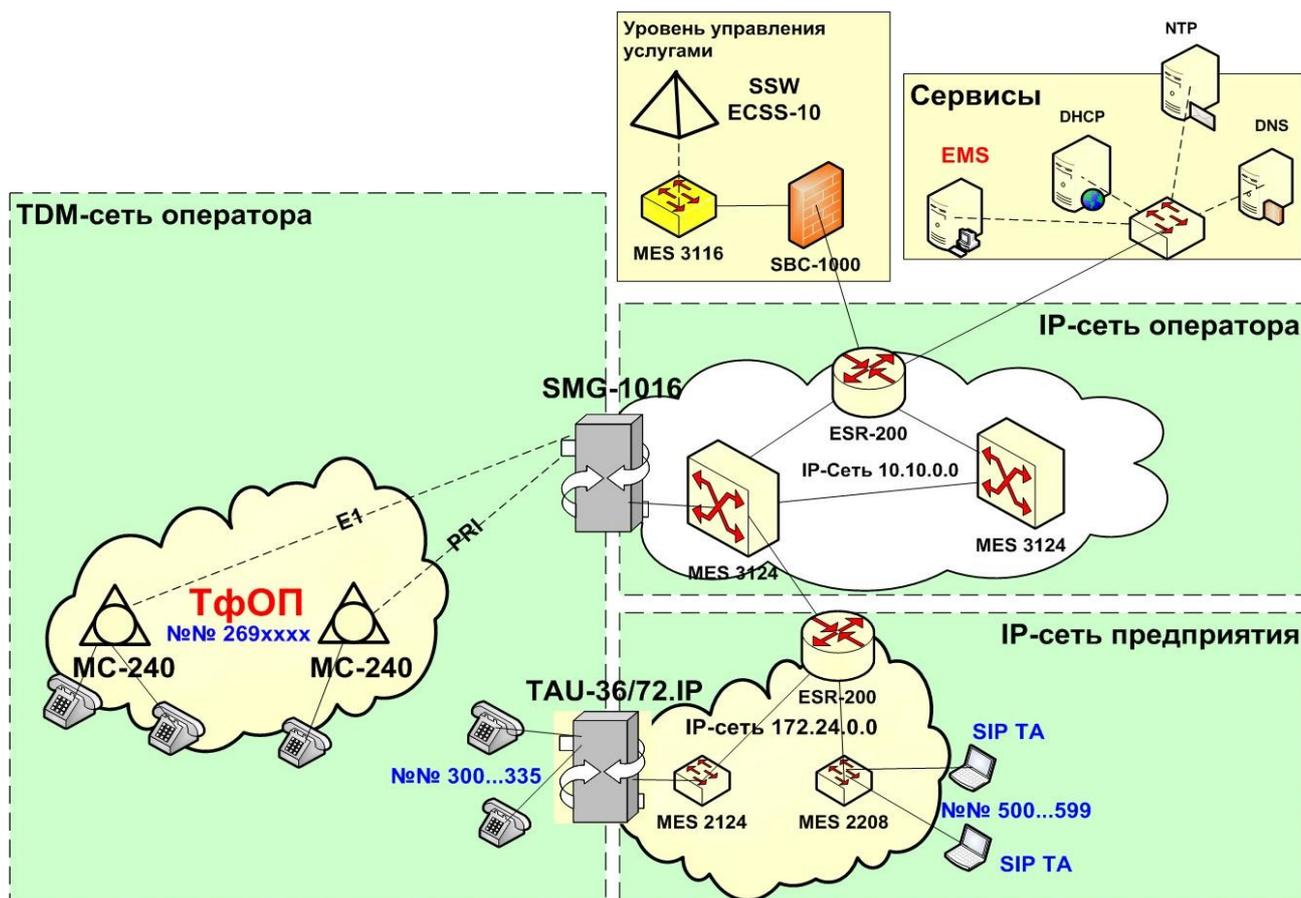 Уровень управления
услугами
SSW
ECSS-10
MES 3116
SBC-1000
NTP
Сервисы
DHCP
DNS
EMS
TDM-сеть оператора
IP-сеть оператора
SMG-1016
ESR-200
IP-Сеть 10.10.0.0
MES 3124
MES 3124
E1
PRI
ТфОП
№№ 269xxxx
МС-240
МС-240
IP-сеть предприятия
TAU-36/72.IP
ESR-200
IP-сеть 172.24.0.0
SIP TA
№№ 300...335
№№ 500...599
MES 2124
MES 2208
SIP TA